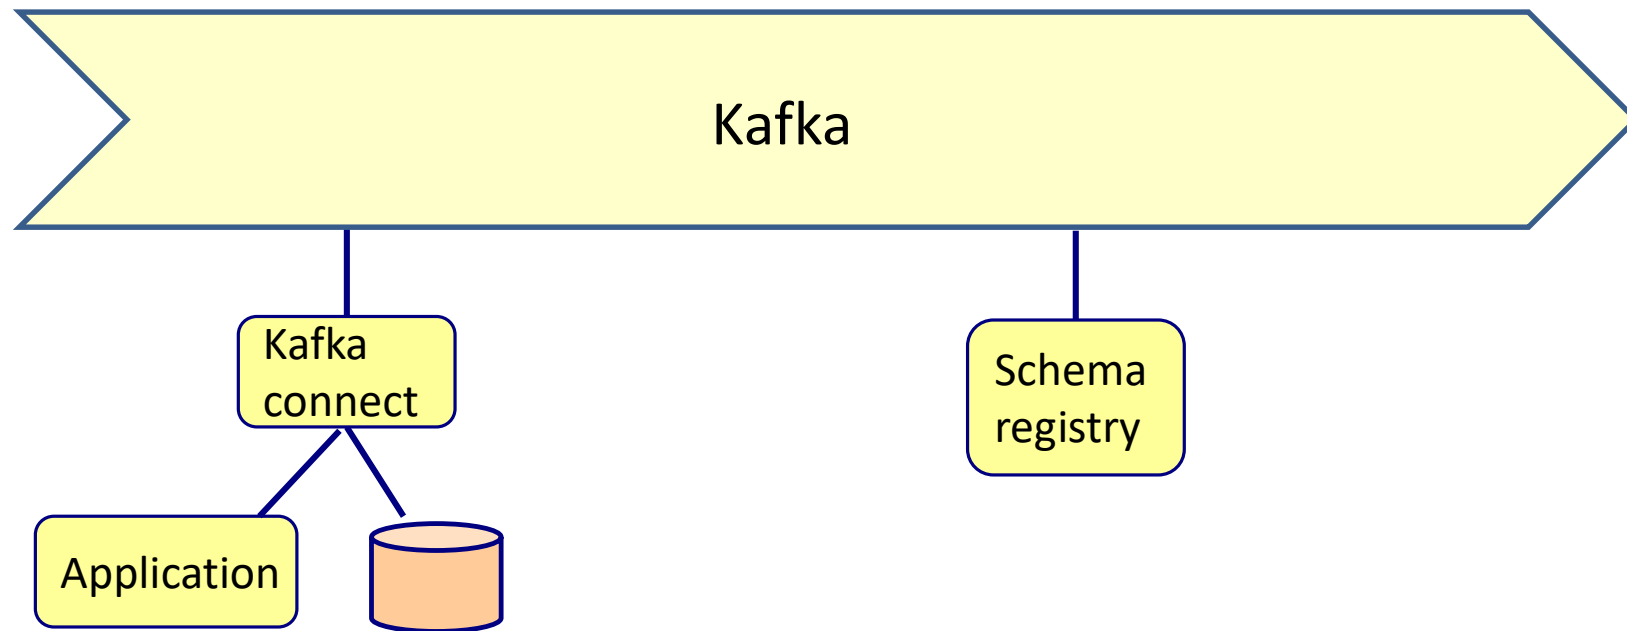 Kafka
Kafka
connect
Schema
registry
Application